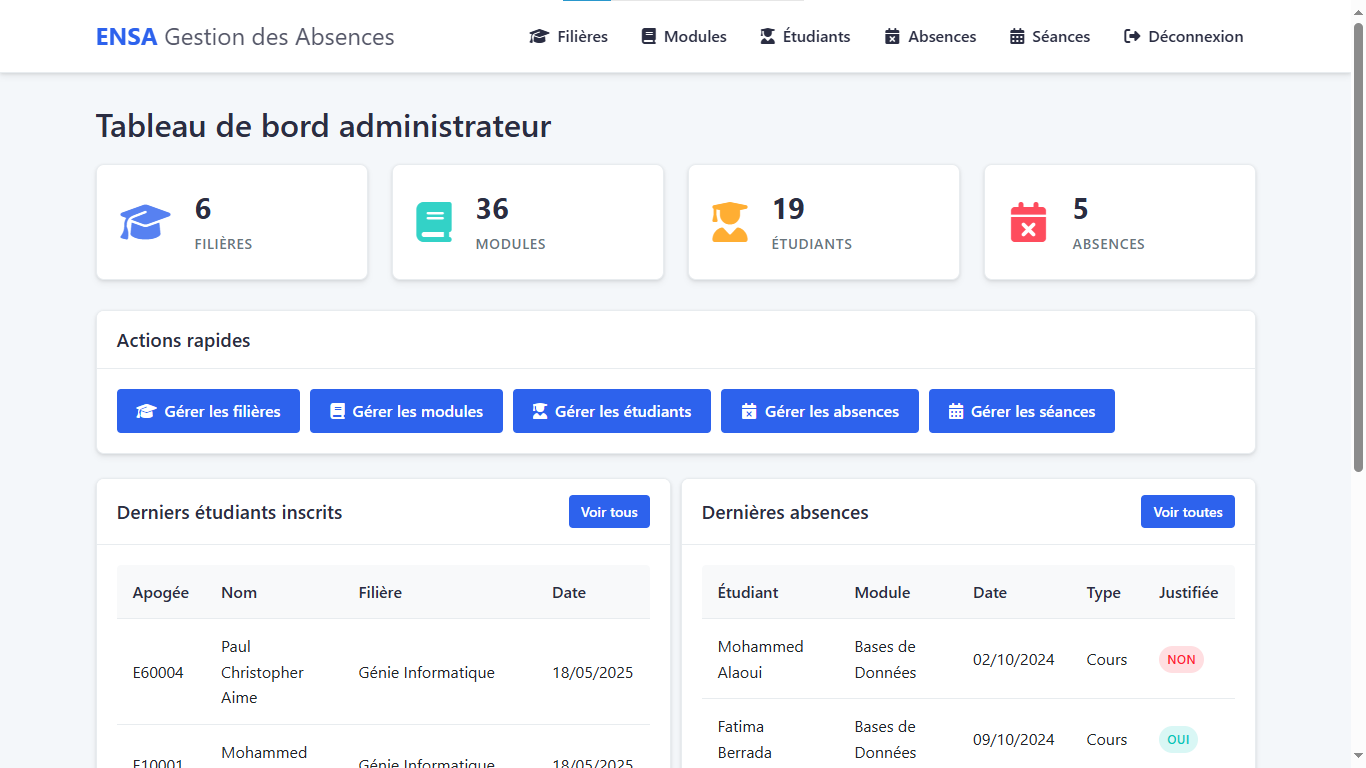 ENSA Gestion des Absences
Filières
Modules
Étudiants
Absences
Séances
Déconnexion
Tableau de bord administrateur
6
FILIÈRES
36
MODULES
19
ÉTUDIANTS
5
ABSENCES
Actions rapides
Gérer les filières
Gérer les modules
Gérer les étudiants
Gérer les absences
Gérer les séances
Derniers étudiants inscrits
Voir tous
Apogée Nom Filière Date
Paul
Christopher
Aime
E60004 Génie Informatique 18/05/2025
Mohammed
E10001 Génie Informatique 18/05/2025
Dernières absences
Voir toutes
Étudiant Module Date Type Justifiée
Mohammed
Alaoui
Bases de
Données
02/10/2024 Cours NON
Fatima
Berrada
Bases de
Données
09/10/2024 Cours OUI